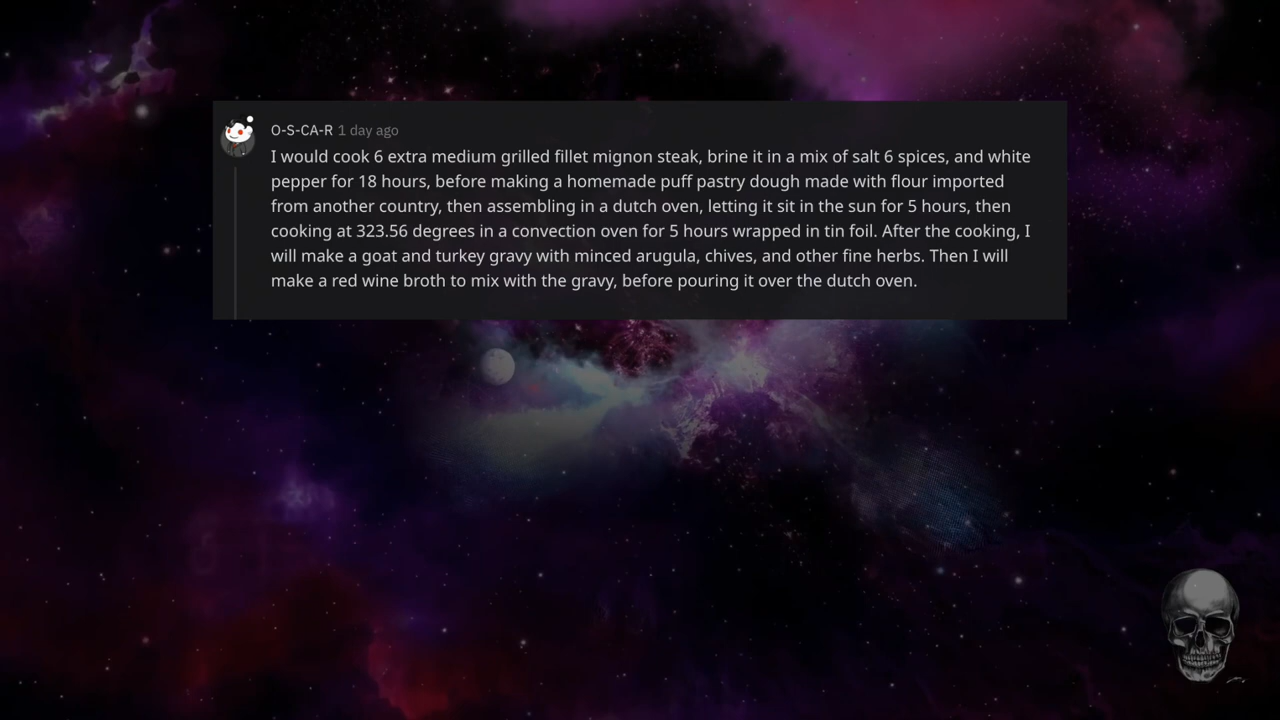 O-S-CA-R 1 day ago
I would cook 6 extra medium grilled fillet mignon steak, brine it in a mix of salt 6 spices, and white
pepper for 18 hours, before making a homemade puff pastry dough made with flour imported
from another country, then assembling in a dutch oven, letting it sit in the sun for 5 hours, then
cooking at 323.56 degrees in a convection oven for 5 hours wrapped in tin foil. After the cooking, I
will make a goat and turkey gravy with minced arugula, chives, and other fine herbs. Then I will
make a red wine broth to mix with the gravy, before pouring it over the dutch oven.